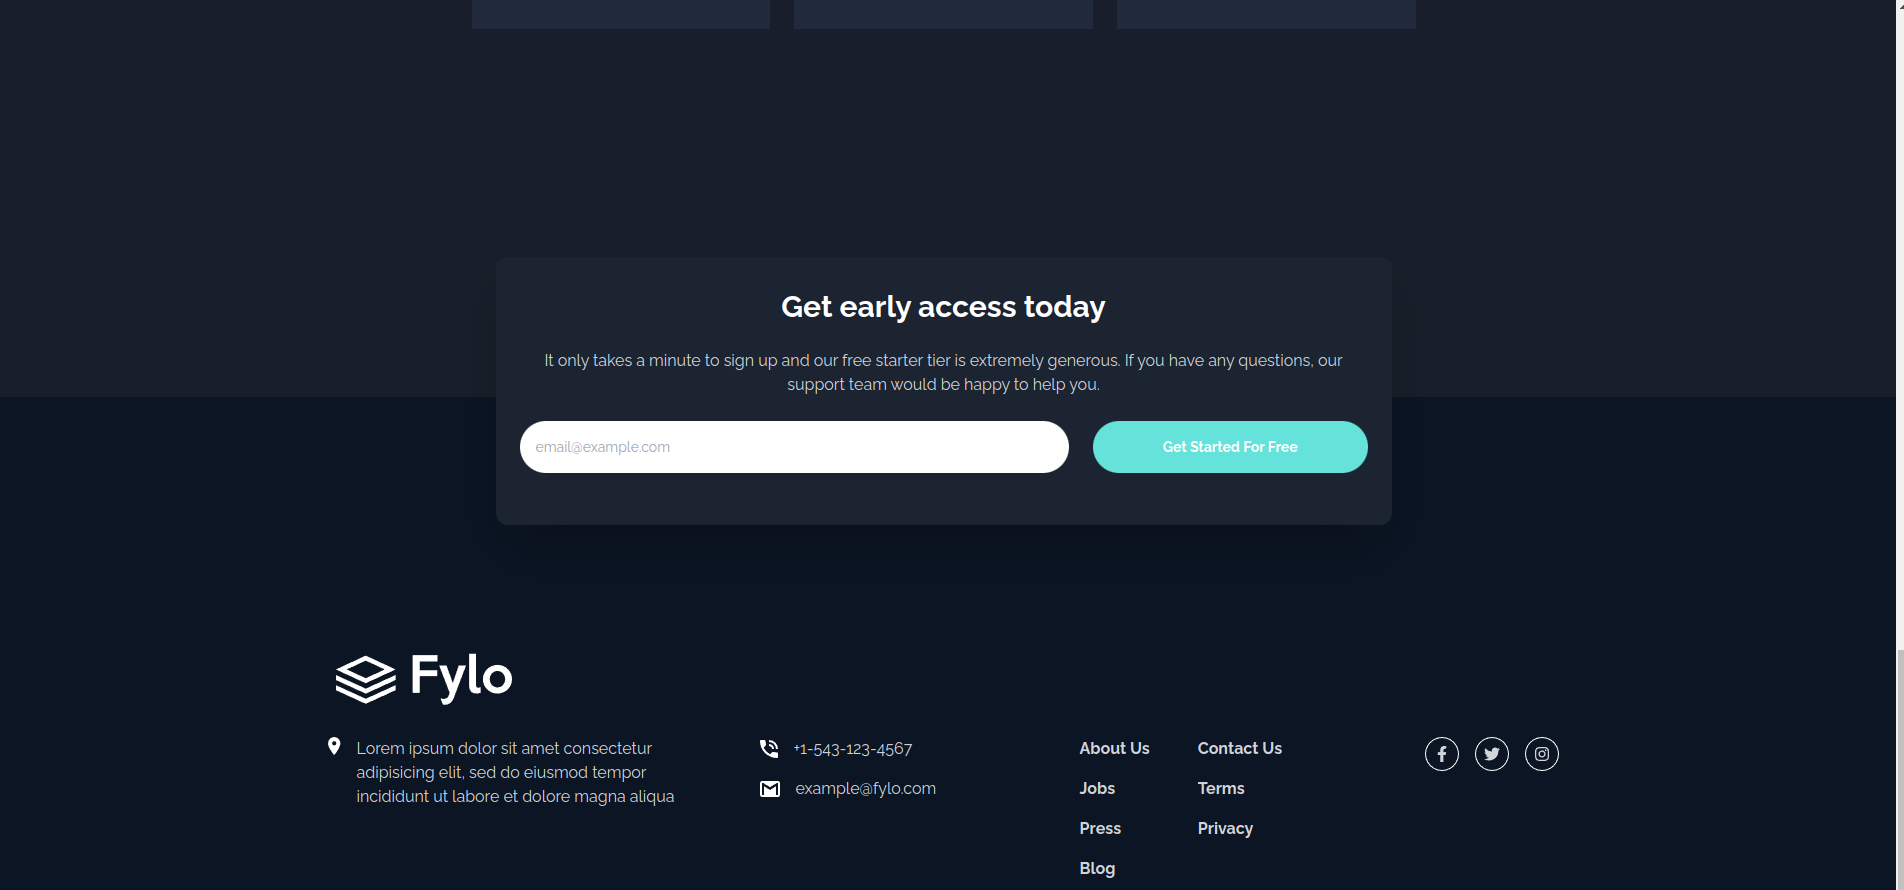 Get early access today
It only takes a minute to sign up and our free starter tier is extremely generous. If you have any questions, our
support team would be happy to help you.
email@example.com
Get Started For Free
Fylo
Lorem ipsum dolor sit amet consectetur
adipisicing elit, sed do eiusmod tempor
incididunt ut labore et dolore magna aliqua
+1-543-123-4567
example@fylo.com
About Us
Jobs
Press
Blog
Contact Us
Terms
Privacy